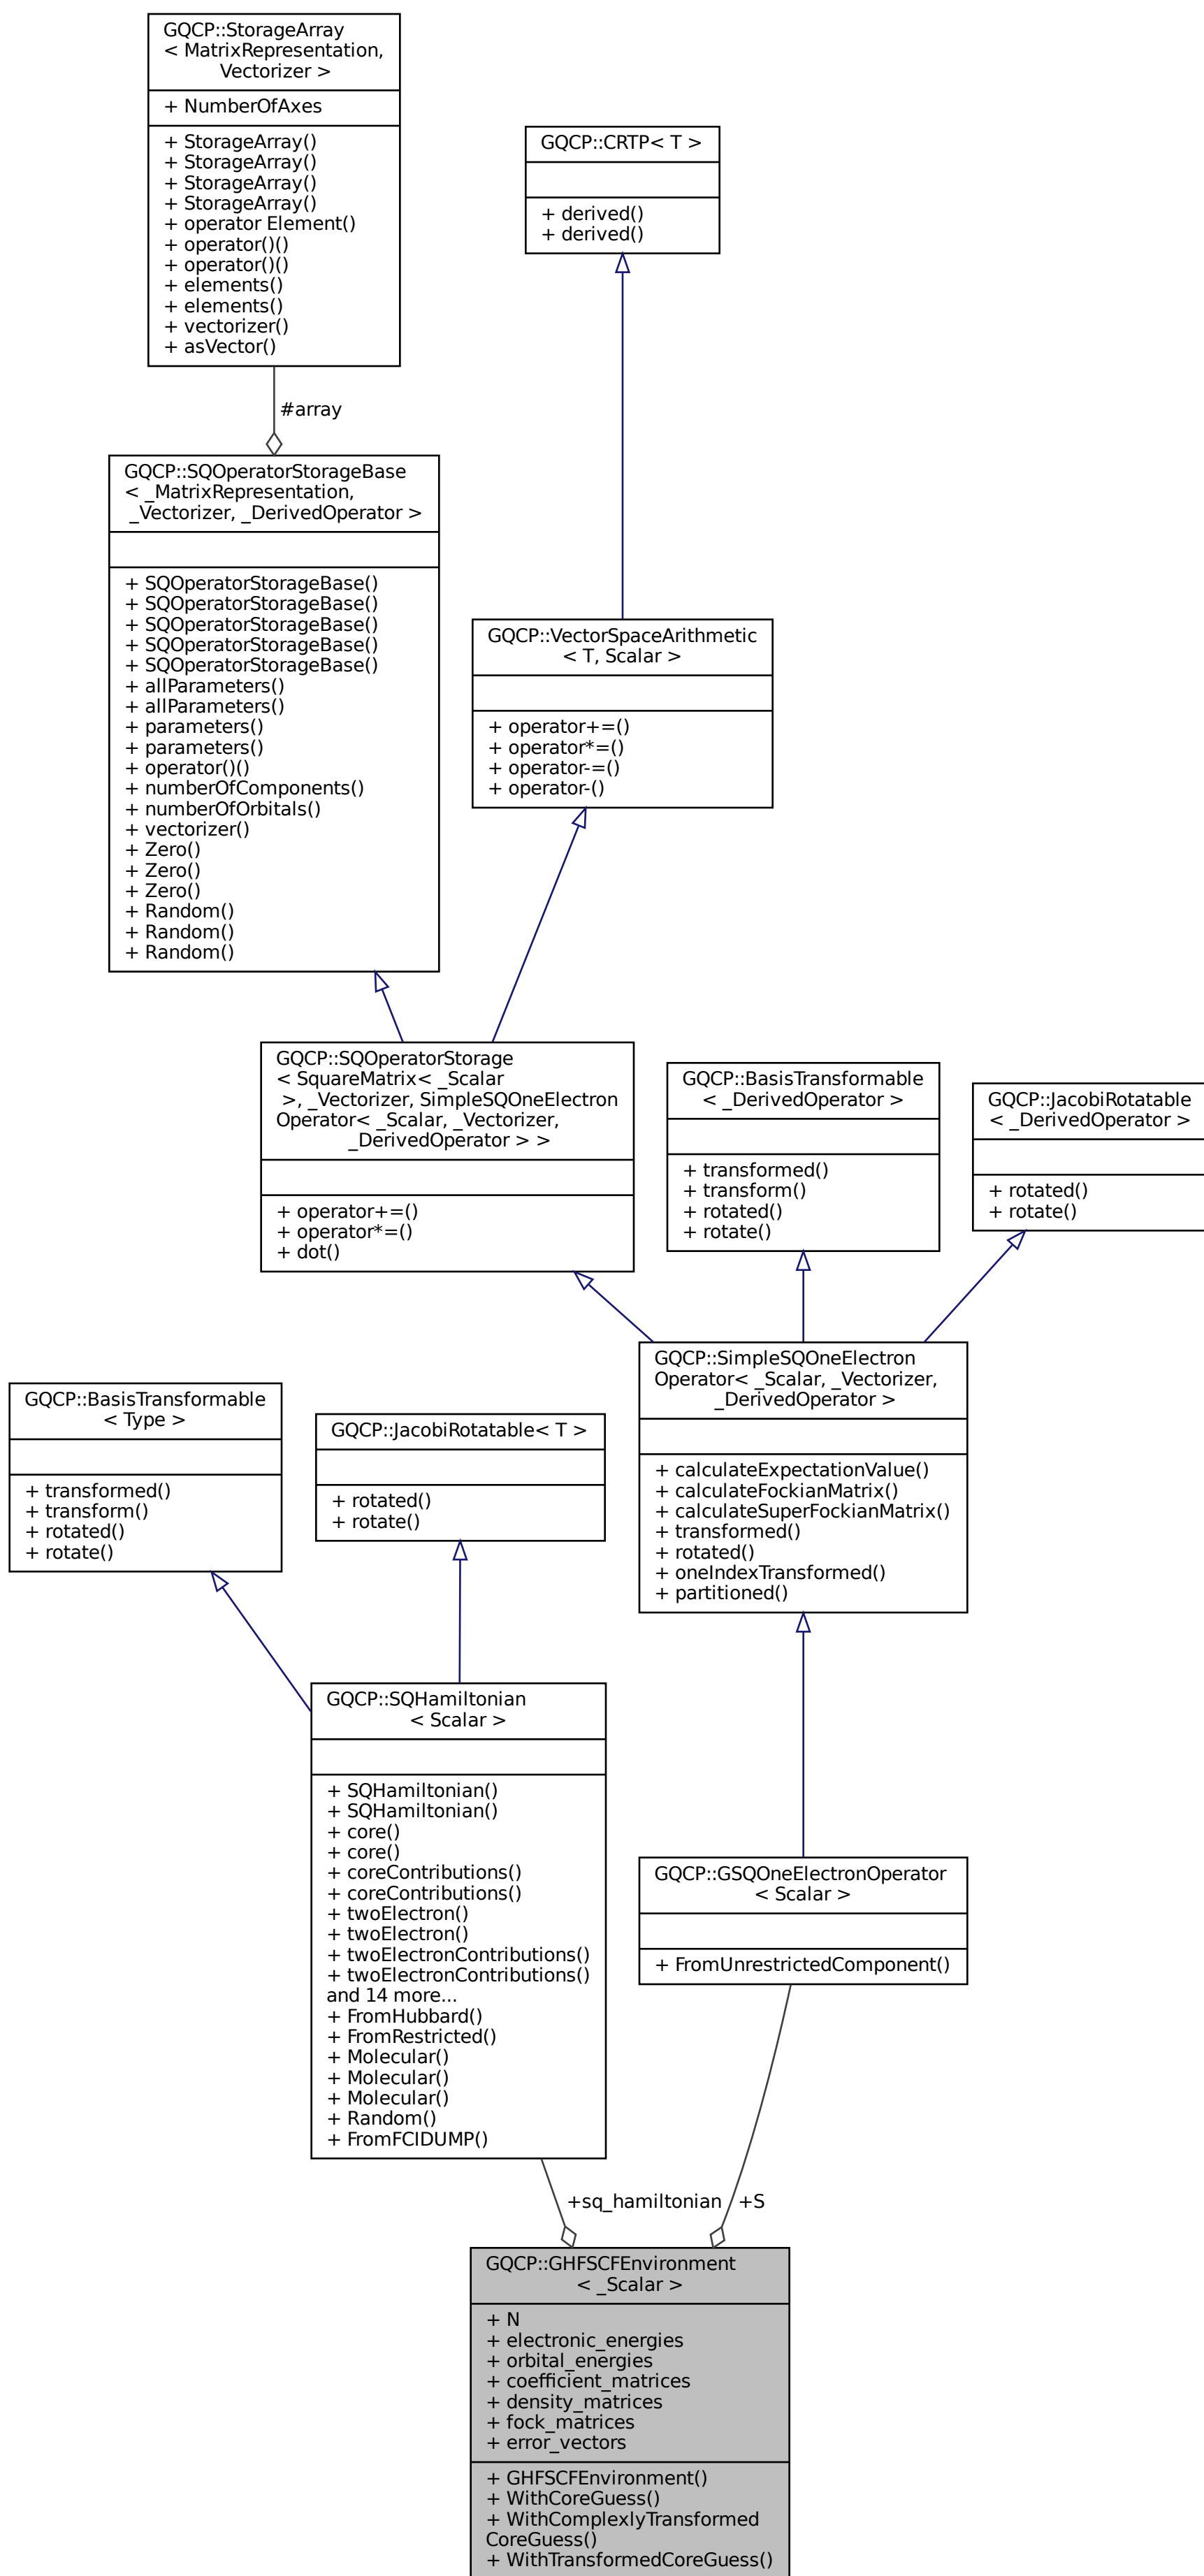 GQCP::StorageArray
< MatrixRepresentation,
Vectorizer >
+ NumberOfAxes
+ StorageArray()
+ StorageArray()
+ StorageArray()
+ StorageArray()
+ operator Element()
+ operator()()
+ operator()()
+ elements()
+ elements()
+ vectorizer()
+ asVector()
GQCP::CRTP< T >
+ derived()
+ derived()
#array
GQCP::SQOperatorStorageBase
< _MatrixRepresentation,
_Vectorizer, _DerivedOperator >
+ SQOperatorStorageBase()
+ SQOperatorStorageBase()
+ SQOperatorStorageBase()
+ SQOperatorStorageBase()
+ SQOperatorStorageBase()
+ allParameters()
+ allParameters()
+ parameters()
+ parameters()
+ operator()()
+ numberOfComponents()
+ numberOfOrbitals()
+ vectorizer()
+ Zero()
+ Zero()
+ Zero()
+ Random()
+ Random()
+ Random()
GQCP::VectorSpaceArithmetic
< T, Scalar >
+ operator+=()
+ operator*=()
+ operator-=()
+ operator-()
GQCP::SQOperatorStorage
< SquareMatrix< _Scalar
>, _Vectorizer, SimpleSQOneElectron
Operator< _Scalar, _Vectorizer,
_DerivedOperator > >
+ operator+=()
+ operator*=()
+ dot()
GQCP::BasisTransformable
< _DerivedOperator >
+ transformed()
+ transform()
+ rotated()
+ rotate()
GQCP::JacobiRotatable
< _DerivedOperator >
+ rotated()
+ rotate()
GQCP::SimpleSQOneElectron
Operator< _Scalar, _Vectorizer,
_DerivedOperator >
+ calculateExpectationValue()
+ calculateFockianMatrix()
+ calculateSuperFockianMatrix()
+ transformed()
+ rotated()
+ oneIndexTransformed()
+ partitioned()
GQCP::BasisTransformable
< Type >
+ transformed()
+ transform()
+ rotated()
+ rotate()
GQCP::JacobiRotatable< T >
+ rotated()
+ rotate()
GQCP::SQHamiltonian
< Scalar >
+ SQHamiltonian()
+ SQHamiltonian()
+ core()
+ core()
+ coreContributions()
+ coreContributions()
+ twoElectron()
+ twoElectron()
+ twoElectronContributions()
+ twoElectronContributions()
and 14 more...
+ FromHubbard()
+ FromRestricted()
+ Molecular()
+ Molecular()
+ Molecular()
+ Random()
+ FromFCIDUMP()
GQCP::GSQOneElectronOperator
< Scalar >
+ FromUnrestrictedComponent()
+sq_hamiltonian
+S
GQCP::GHFSCFEnvironment
< _Scalar >
+ N
+ electronic_energies
+ orbital_energies
+ coefficient_matrices
+ density_matrices
+ fock_matrices
+ error_vectors
+ GHFSCFEnvironment()
+ WithCoreGuess()
+ WithComplexlyTransformed
CoreGuess()
+ WithTransformedCoreGuess()